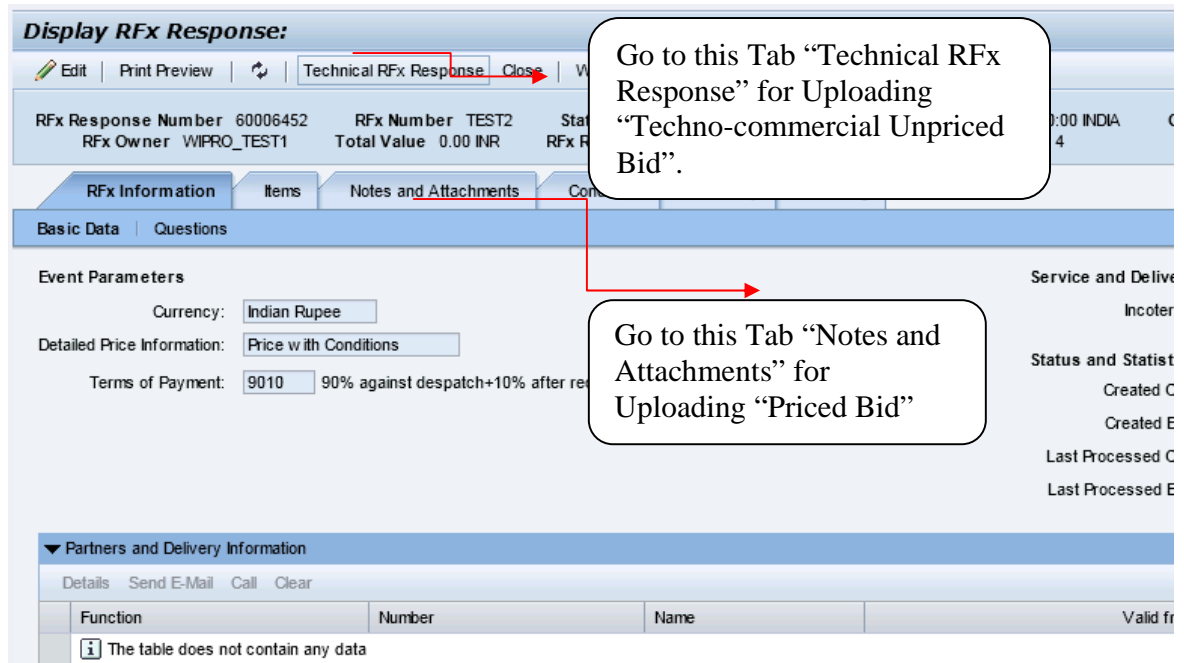 Display RFx Response:
Edit | Print Preview | Technical RFx Response Close | W
Go to this Tab “Technical RFx
Response” for Uploading
“Techno-commercial Unpriced
Bid”.
RFx Response Number 60006452 RFx Number TEST2 Stat 0:00 INDIA
RFx Owner WIPRO_TEST1 Total Value 0.00 INR RFx R 4
RFx Information Items Notes and Attachments Con
Basic Data | Questions
Event Parameters
Service and Delive
Currency: Indian Rupee
Incoter
Detailed Price Information: Price with Conditions
Status and Statist
Terms of Payment: 9010 90% against despatch+10% after rec
Created O
Created B
Last Processed O
Last Processed B
Go to this Tab “Notes and
Attachments” for
Uploading “Priced Bid”
Partners and Delivery Information
Details Send E-Mail Call Clear
Function Number Name Valid fr
The table does not contain any data